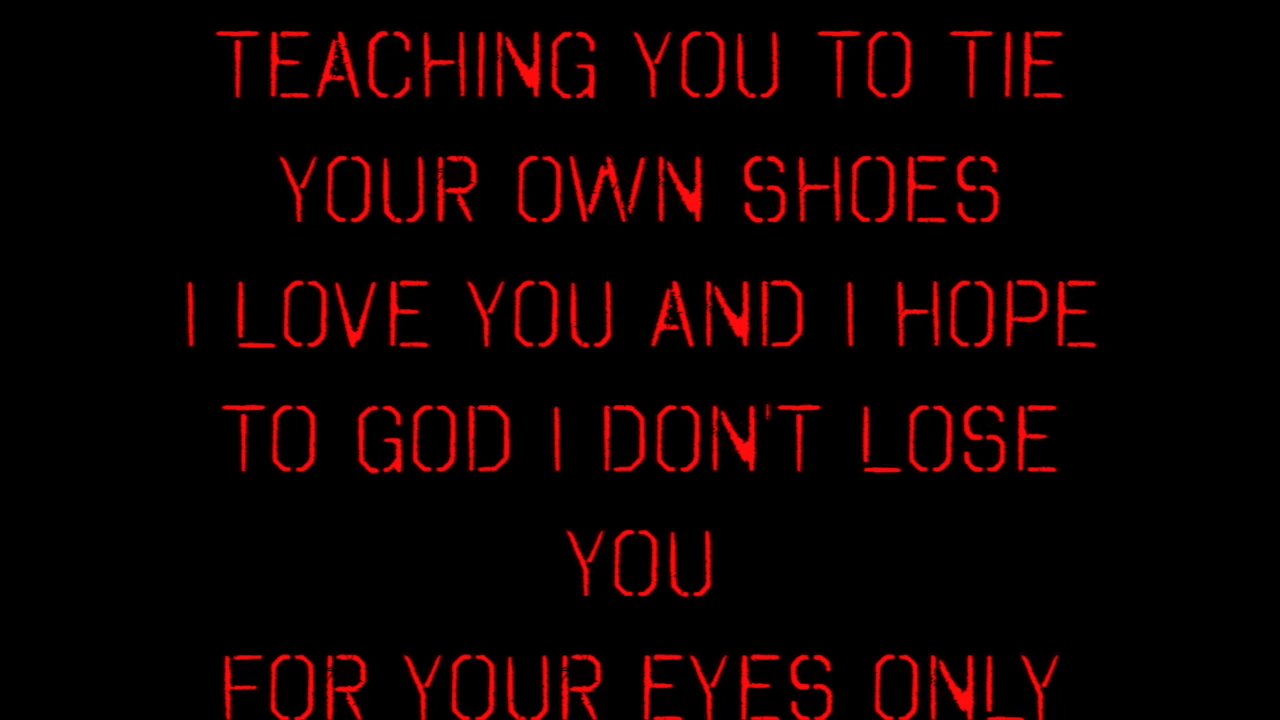 TEACHING YOU TO TIE
YOUR OWN SHOES
I LOVE YOU AND I HOPE
TO GOD I DON'T LOSE
YOU
FOR YOUR EYES ONLY